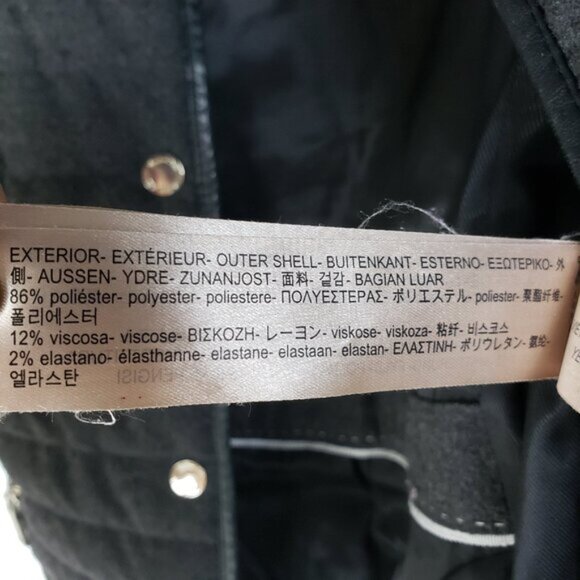 EXTERIOR- EXTÉRIEUR- OUTER SHELL- BUITENKANT- ESTERNO- ΕΞΩΤΕΡΙΚΟ- 外
側- AUSSEN- YDRE- ZUNANJOST- 面料- 겉감- BAGIAN LUAR
86% poliéster- polyester- poliestere- ΠΟΛΥΕΣΤΕΡΑΣ- ポリエステル- poliester- 聚酯纤维-
폴리에스터
12% viscosa- viscose- ΒΙΣΚΟΖΗ- レーヨン- viskose- viskoza- 粘纤- 비스코스
2% elastano- élasthanne- elastane- elastaan- elastan- ΕΛΑΣΤΙΝΗ- ポリウレタン- 氨纶-
엘라스탄